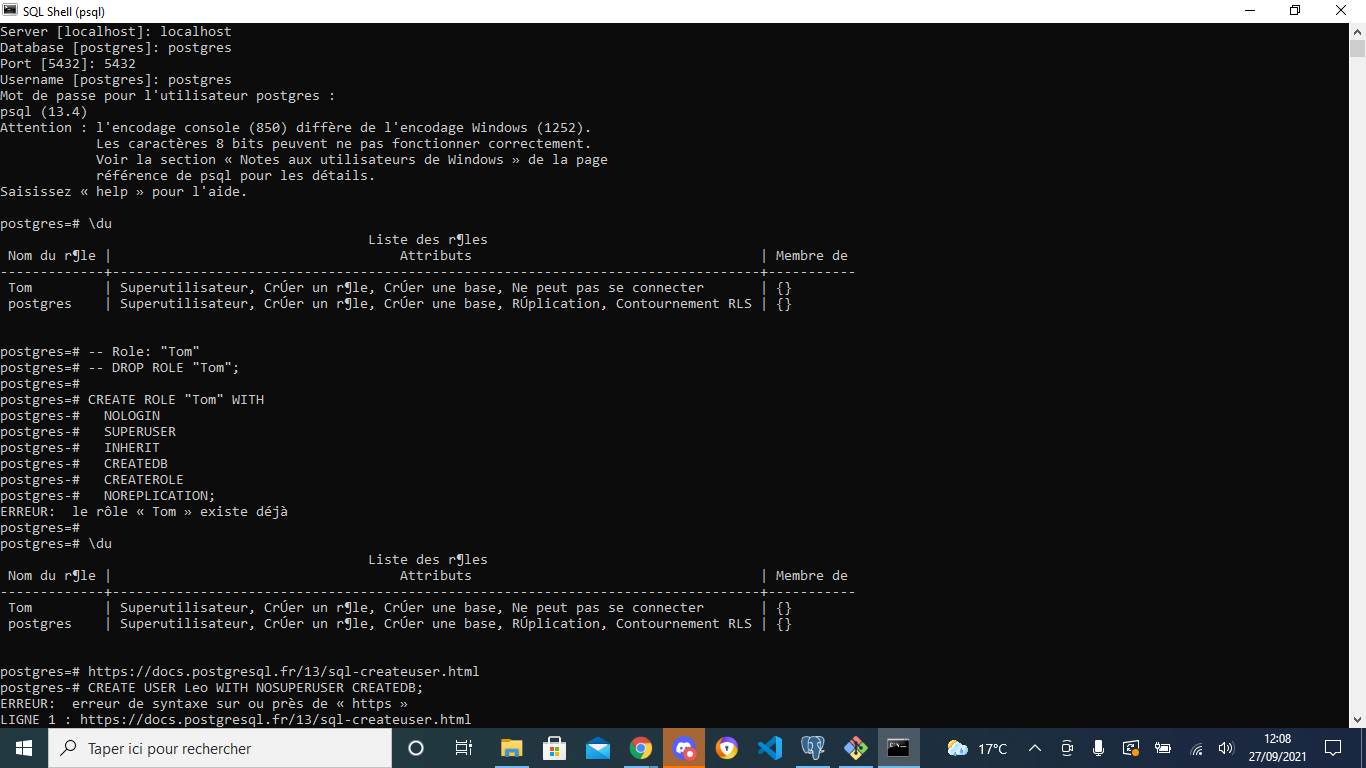 SQL Shell (psql)
Server [localhost]: localhost
Database [postgres]: postgres
Port [5432]: 5432
Username [postgres]: postgres
Mot de passe pour l'utilisateur postgres :
psql (13.4)
Attention : l'encodage console (850) diffère de l'encodage Windows (1252).
            Les caractères 8 bits peuvent ne pas fonctionner correctement.
            Voir la section « Notes aux utilisateurs de Windows » de la page
            référence de psql pour les détails.
Saisissez « help » pour l'aide.

postgres=# \du
                                              Liste des r¶les
 Nom du r¶le |                                    Attributs                                    | Membre de
-------------+---------------------------------------------------------------------------------+-----------
 Tom         | Superutilisateur, CrÚer un r¶le, CrÚer une base, Ne peut pas se connecter       | {}
 postgres    | Superutilisateur, CrÚer un r¶le, CrÚer une base, RÚplication, Contournement RLS | {}


postgres=# -- Role: "Tom"
postgres=# -- DROP ROLE "Tom";
postgres=#
postgres=# CREATE ROLE "Tom" WITH
postgres-#   NOLOGIN
postgres-#   SUPERUSER
postgres-#   INHERIT
postgres-#   CREATEDB
postgres-#   CREATEROLE
postgres-#   NOREPLICATION;
ERREUR:  le rôle « Tom » existe déjà
postgres=#
postgres=# \du
                                              Liste des r¶les
 Nom du r¶le |                                    Attributs                                    | Membre de
-------------+---------------------------------------------------------------------------------+-----------
 Tom         | Superutilisateur, CrÚer un r¶le, CrÚer une base, Ne peut pas se connecter       | {}
 postgres    | Superutilisateur, CrÚer un r¶le, CrÚer une base, RÚplication, Contournement RLS | {}


postgres=# https://docs.postgresql.fr/13/sql-createuser.html
postgres-# CREATE USER Leo WITH NOSUPERUSER CREATEDB;
ERREUR:  erreur de syntaxe sur ou près de « https »
LIGNE 1 : https://docs.postgresql.fr/13/sql-createuser.html
Taper ici pour rechercher
17°C
12:08
27/09/2021